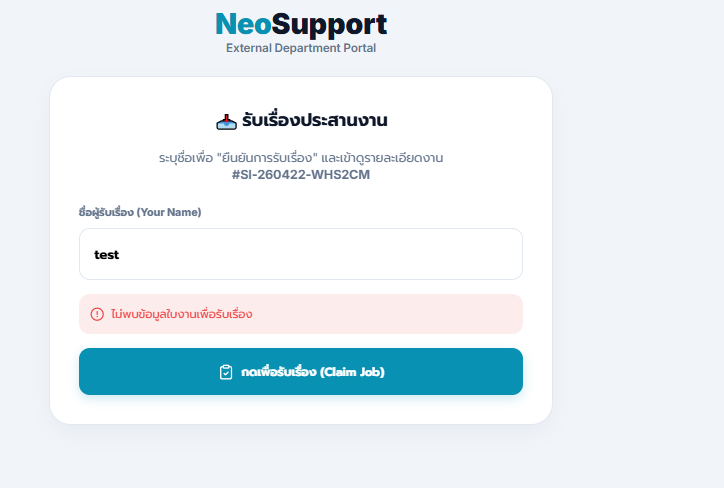 NeoSupport
External Department Portal
รับเรื่องประสานงาน
ระบุชื่อเพื่อ "ยืนยันการรับเรื่อง" และเข้าดูรายละเอียดงาน
#SI-260422-WHS2CM
ชื่อผู้รับเรื่อง (Your Name)
test
ไม่พบข้อมูลใบงานเพื่อรับเรื่อง
กดเพื่อรับเรื่อง (Claim Job)